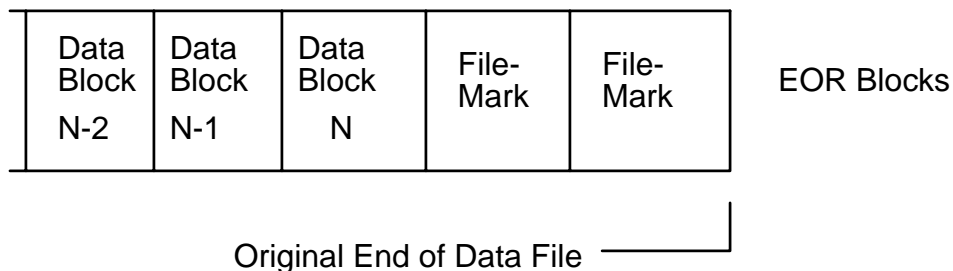 Data
Block
N-2
Data
Block
N-1
Data
Block
N
File-
Mark
File-
Mark
EOR Blocks
Original End of Data File